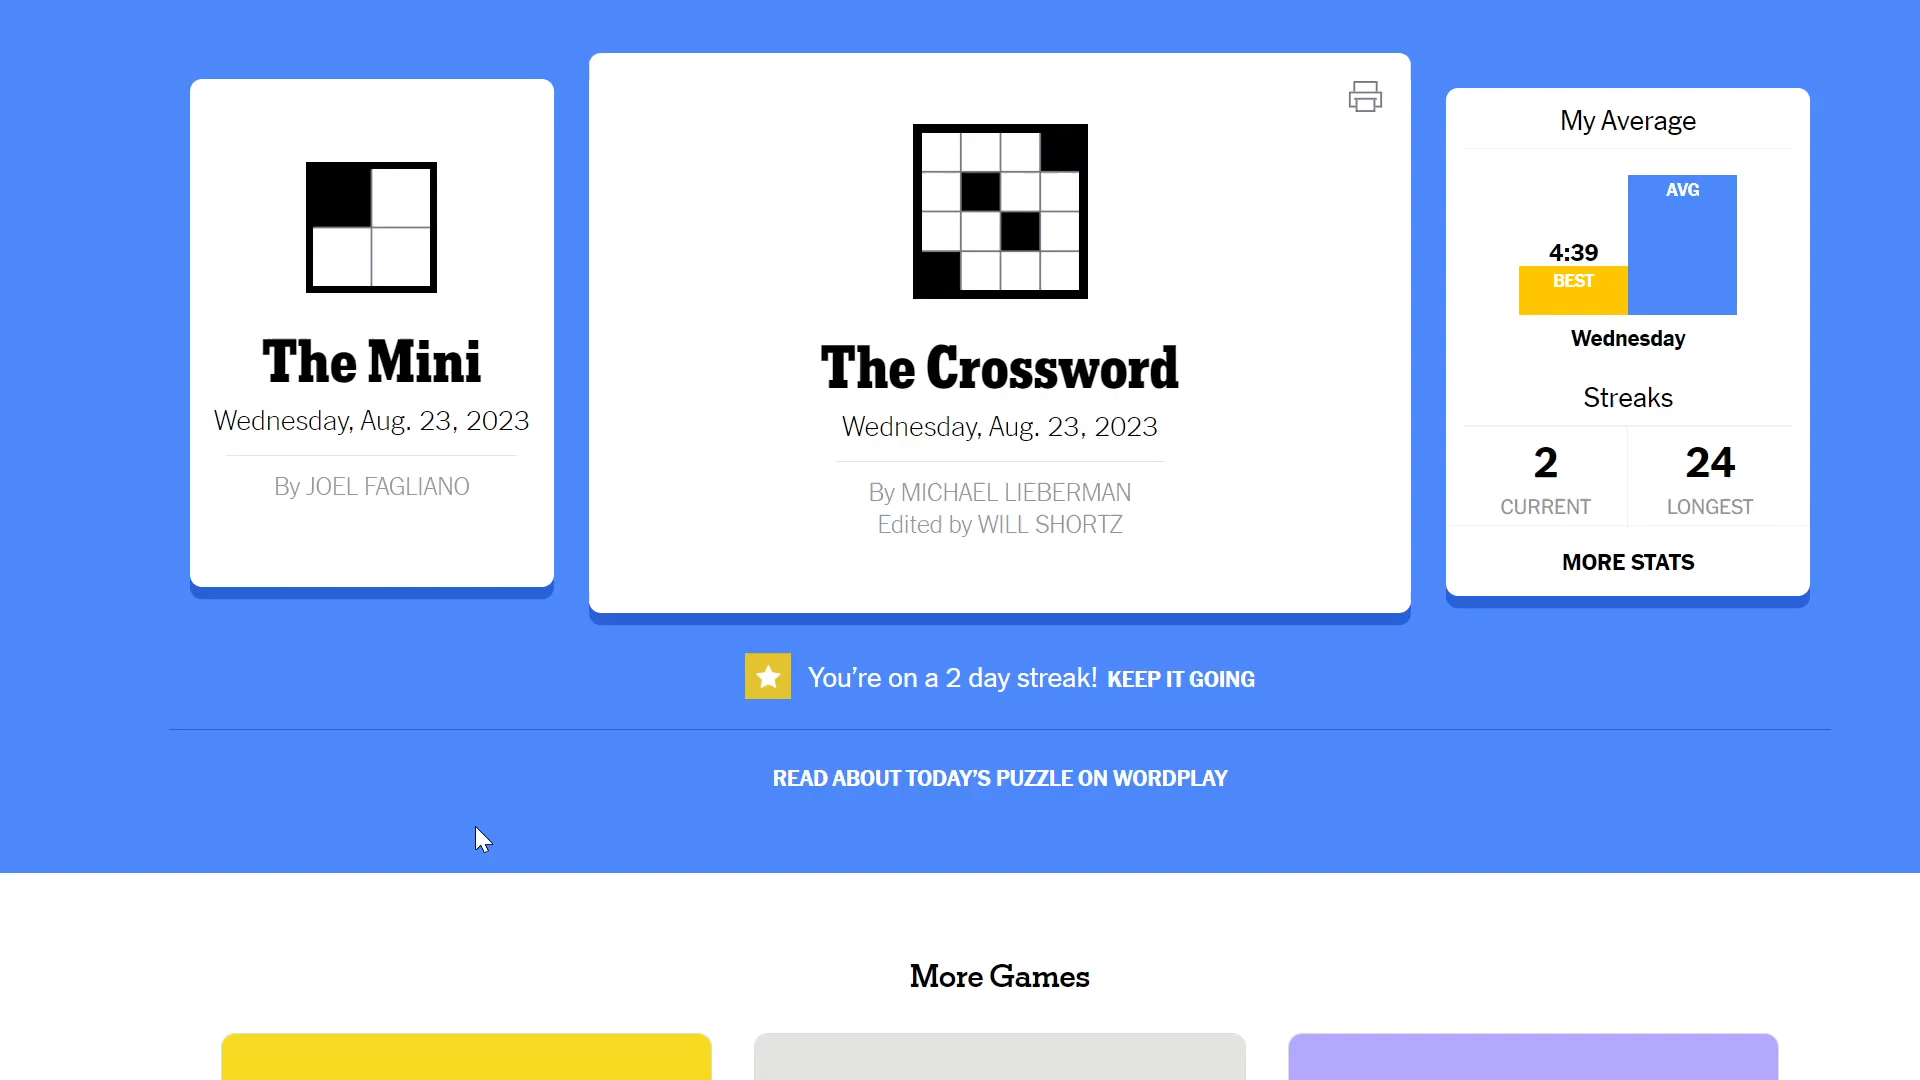 The Mini
Wednesday, Aug. 23, 2023
By JOEL FAGLIANO
The Crossword
Wednesday, Aug. 23, 2023
By MICHAEL LIEBERMAN
Edited by WILL SHORTZ
My Average
AVG
4:39
BEST
Wednesday
Streaks
2
CURRENT
24
LONGEST
MORE STATS
You’re on a 2 day streak! KEEP IT GOING
READ ABOUT TODAY’S PUZZLE ON WORDPLAY
More Games